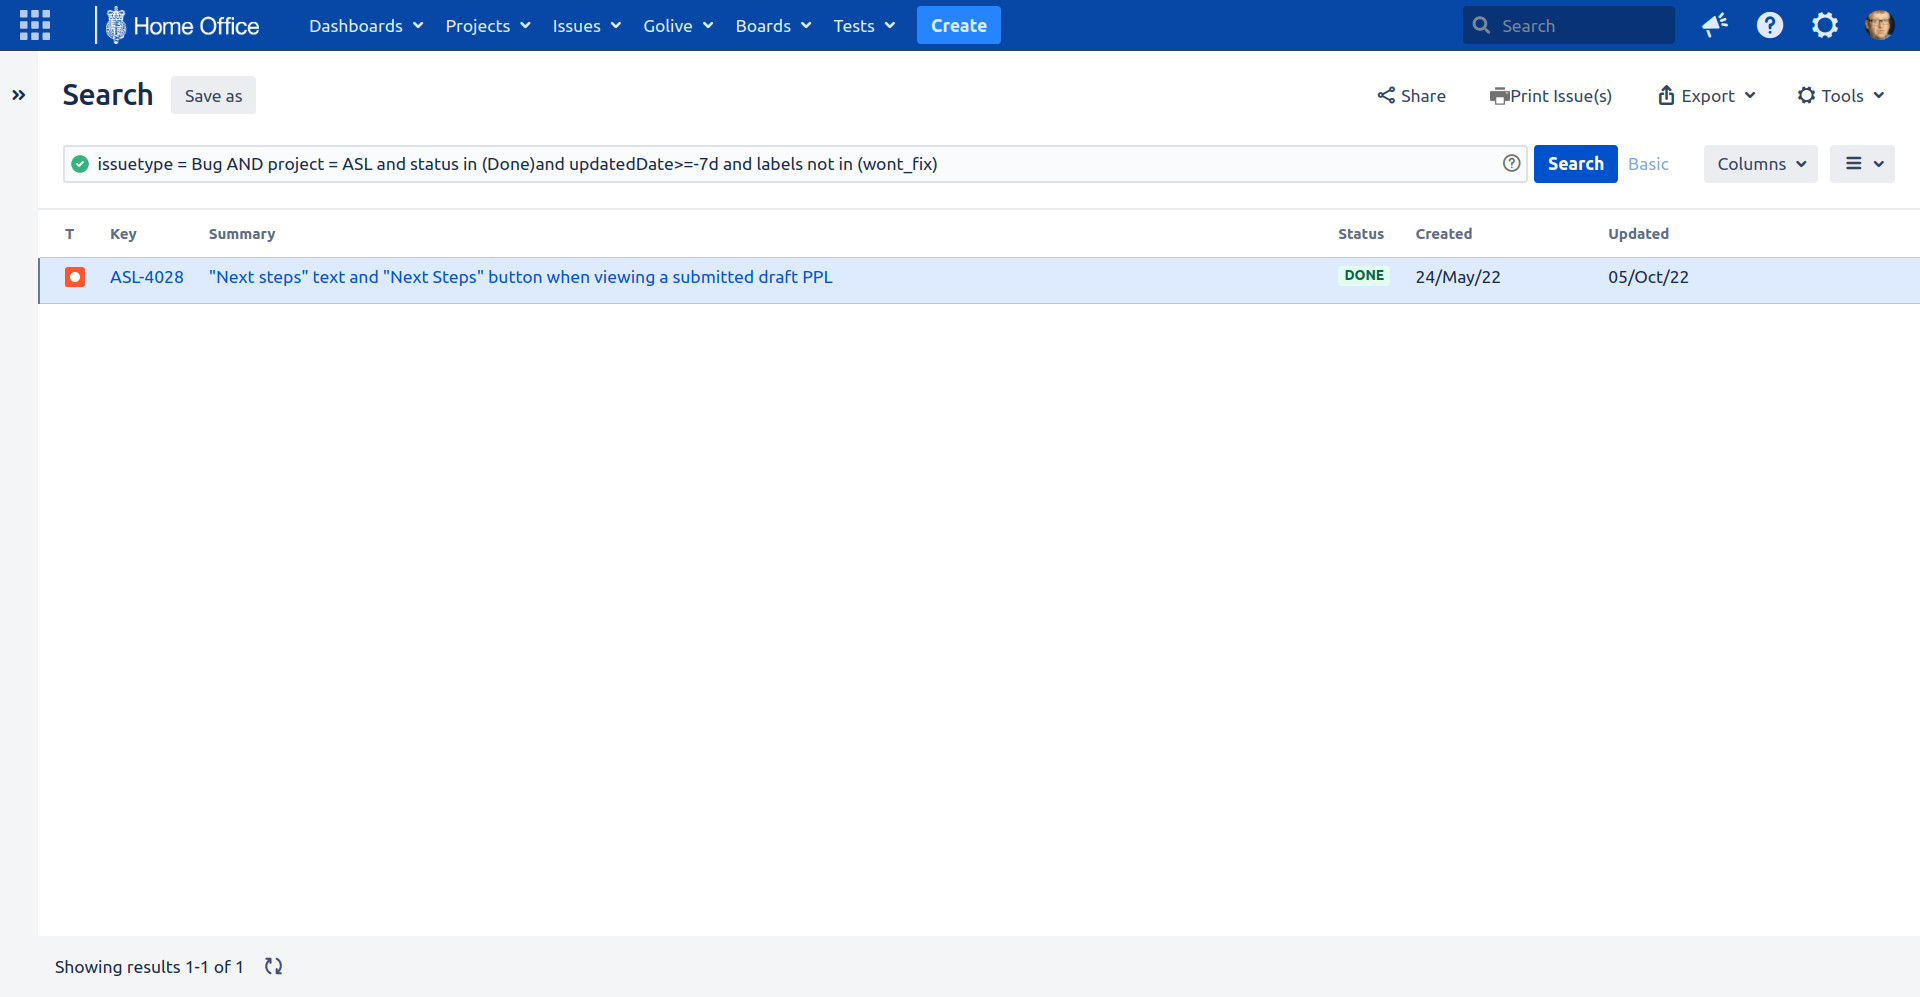 Home Office Dashboards Projects Issues Golive Boards Tests Create Search
Search Save as Share Print Issue(s) Export Tools
issuetype = Bug AND project = ASL and status in (Done)and updatedDate>=-7d and labels not in (wont_fix) Search Basic Columns
T Key Summary Status Created Updated
ASL-4028 "Next steps" text and "Next Steps" button when viewing a submitted draft PPL DONE 24/May/22 05/Oct/22
Showing results 1-1 of 1